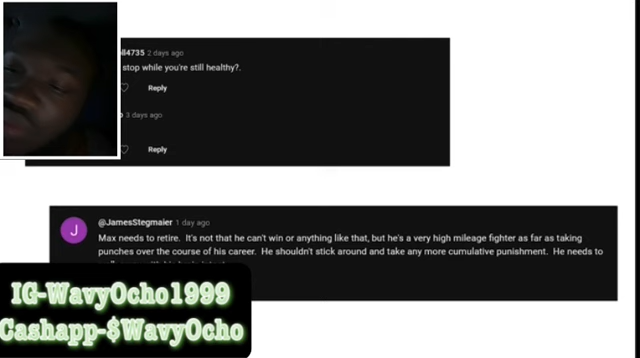 ll4735 2 days ago
stop while you're still healthy?.
Reply
3 days ago
Reply
J
@JamesStegmaier 1 day ago
Max needs to retire. It's not that he can't win or anything like that, but he's a very high mileage fighter as far as taking
punches over the course of his career. He shouldn't stick around and take any more cumulative punishment. He needs to
IG-WavyOcho1999
Cashapp-$WavyOcho